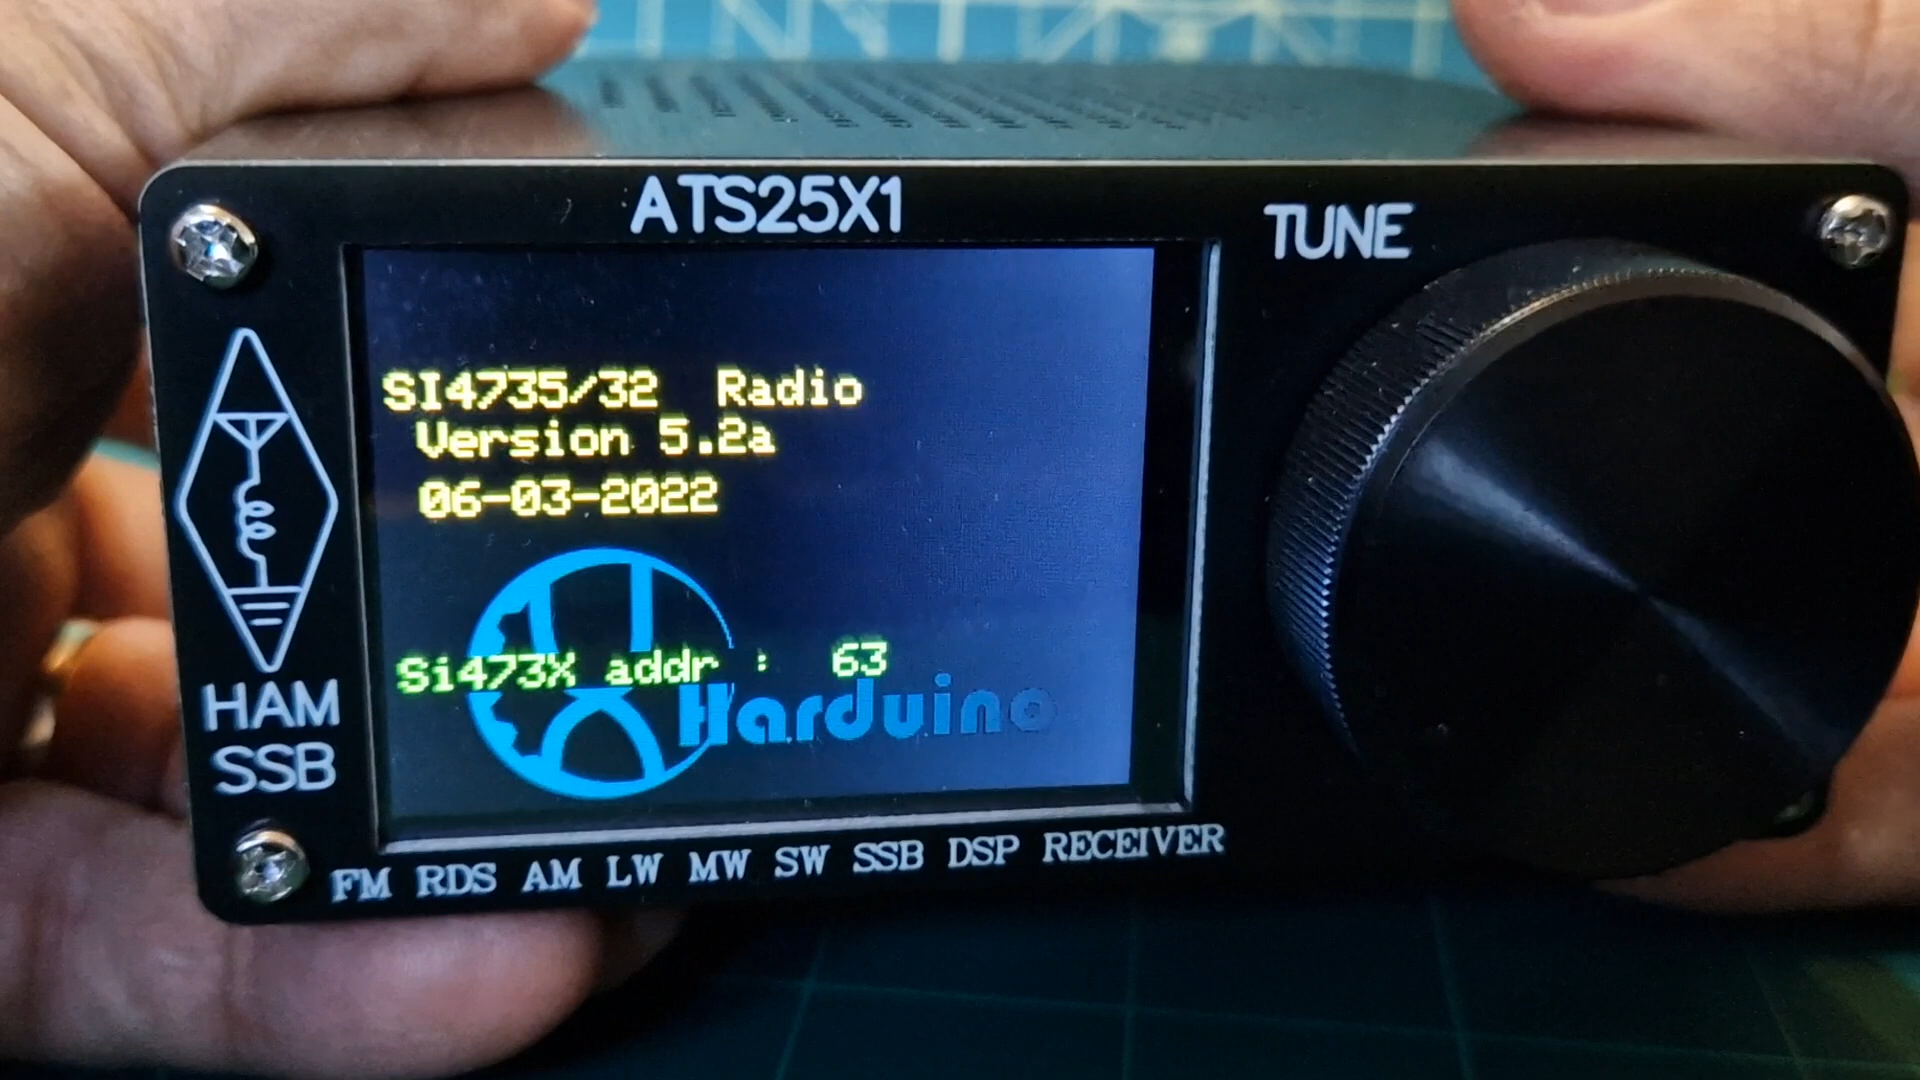 ATS25X1
TUNE
SI4735/32 Radio
Version 5.2a
06-03-2022
Si473X addr : 63
Harduino
HAM
SSB
FM RDS AM LW MW SW SSB DSP RECEIVER